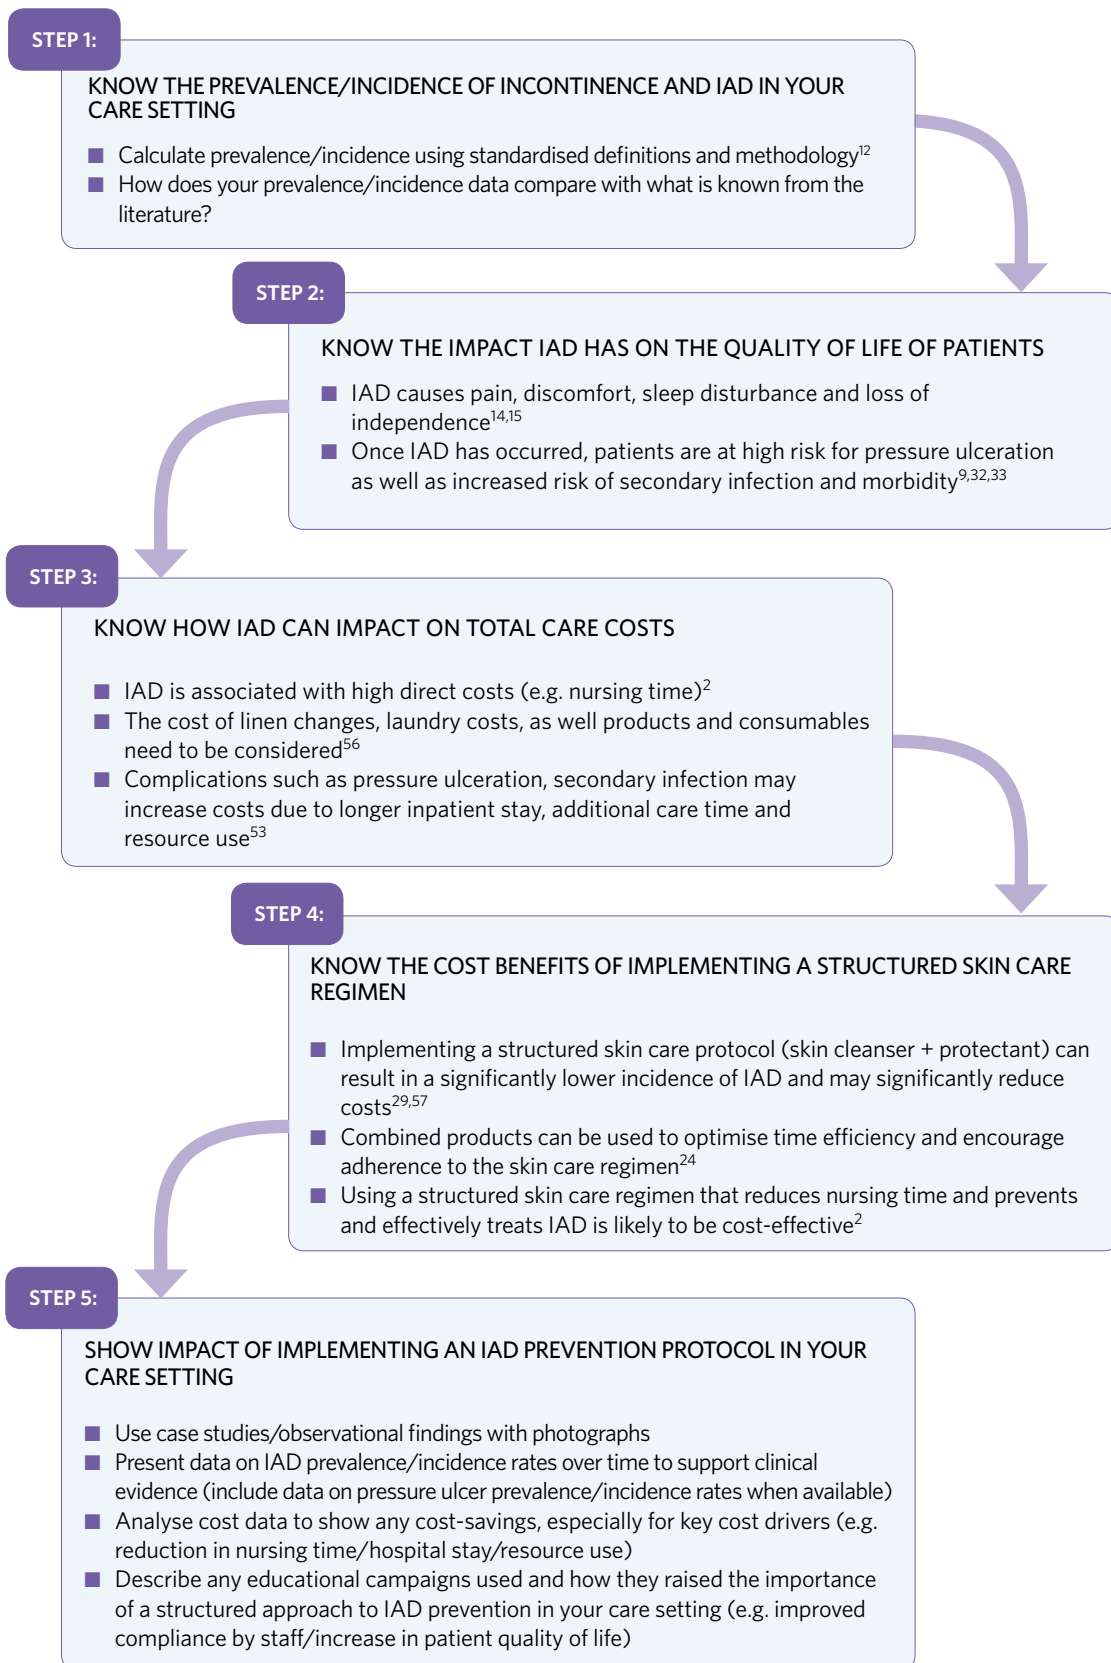 STEP 1:
KNOW THE PREVALENCE/INCIDENCE OF INCONTINENCE AND IAD IN YOUR
CARE SETTING
■ Calculate prevalence/incidence using standardised definitions and methodology12
■ How does your prevalence/incidence data compare with what is known from the
literature?
STEP 2:
KNOW THE IMPACT IAD HAS ON THE QUALITY OF LIFE OF PATIENTS
■ IAD causes pain, discomfort, sleep disturbance and loss of
independence14,15
■ Once IAD has occurred, patients are at high risk for pressure ulceration
as well as increased risk of secondary infection and morbidity9,32,33
STEP 3:
KNOW HOW IAD CAN IMPACT ON TOTAL CARE COSTS
■ IAD is associated with high direct costs (e.g. nursing time)2
■ The cost of linen changes, laundry costs, as well products and consumables
need to be considered56
■ Complications such as pressure ulceration, secondary infection may
increase costs due to longer inpatient stay, additional care time and
resource use53
STEP 4:
KNOW THE COST BENEFITS OF IMPLEMENTING A STRUCTURED SKIN CARE
REGIMEN
■ Implementing a structured skin care protocol (skin cleanser + protectant) can
result in a significantly lower incidence of IAD and may significantly reduce
costs29,57
■ Combined products can be used to optimise time efficiency and encourage
adherence to the skin care regimen24
■ Using a structured skin care regimen that reduces nursing time and prevents
and effectively treats IAD is likely to be cost-effective2
STEP 5:
SHOW IMPACT OF IMPLEMENTING AN IAD PREVENTION PROTOCOL IN YOUR
CARE SETTING
■ Use case studies/observational findings with photographs
■ Present data on IAD prevalence/incidence rates over time to support clinical
evidence (include data on pressure ulcer prevalence/incidence rates when available)
■ Analyse cost data to show any cost-savings, especially for key cost drivers (e.g.
reduction in nursing time/hospital stay/resource use)
■ Describe any educational campaigns used and how they raised the importance
of a structured approach to IAD prevention in your care setting (e.g. improved
compliance by staff/increase in patient quality of life)